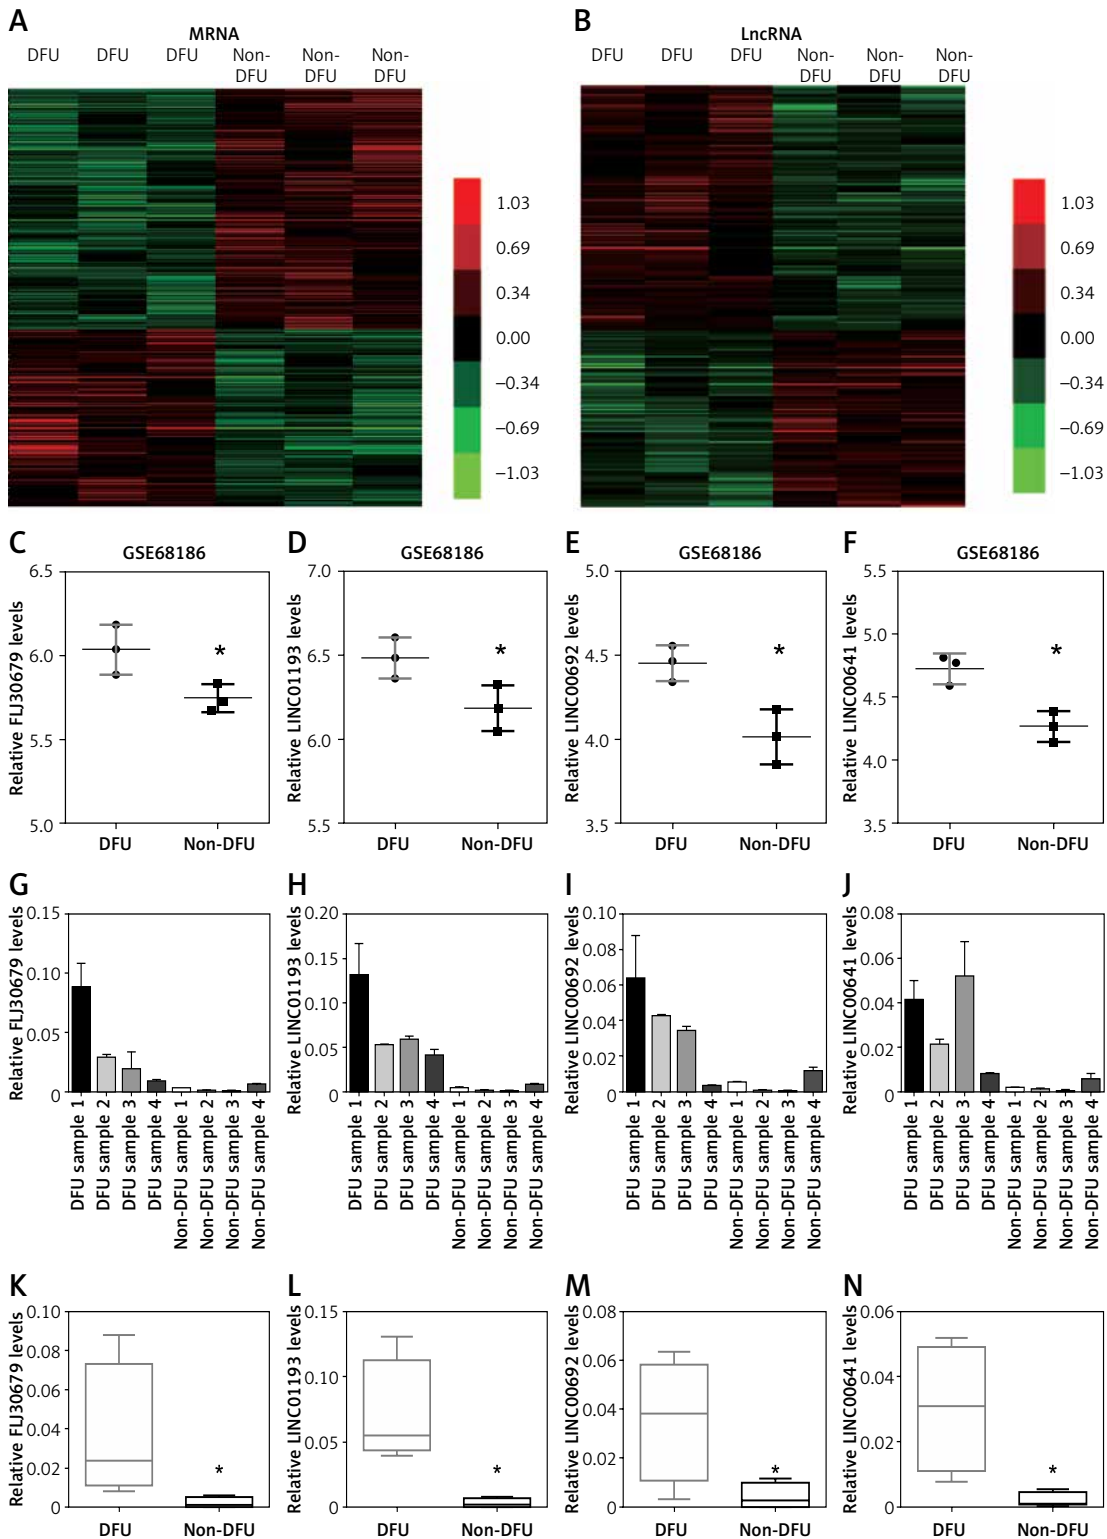 A
MRNA
DFU DFU DFU Non-DFU Non-DFU Non-DFU
1.03
0.69
0.34
0.00
–0.34
–0.69
–1.03
B
LncRNA
DFU DFU DFU Non-DFU Non-DFU Non-DFU
1.03
0.69
0.34
0.00
–0.34
–0.69
–1.03
C
GSE68186
Relative FLJ30679 levels
6.5
6.0
5.5
5.0
*
DFU Non-DFU
D
GSE68186
Relative LINC01193 levels
7.0
6.5
6.0
5.5
*
DFU Non-DFU
E
GSE68186
Relative LINC00692 levels
5.0
4.5
4.0
3.5
*
DFU Non-DFU
F
GSE68186
Relative LINC00641 levels
5.5
5.0
4.5
4.0
3.5
*
DFU Non-DFU
G
Relative FLJ30679 levels
0.15
0.10
0.05
0
DFU sample 1
DFU sample 2
DFU sample 3
DFU sample 4
Non-DFU sample 1
Non-DFU sample 2
Non-DFU sample 3
Non-DFU sample 4
H
Relative LINC01193 levels
0.20
0.15
0.10
0.05
0
DFU sample 1
DFU sample 2
DFU sample 3
DFU sample 4
Non-DFU sample 1
Non-DFU sample 2
Non-DFU sample 3
Non-DFU sample 4
I
Relative LINC00692 levels
0.10
0.08
0.06
0.04
0.02
0
DFU sample 1
DFU sample 2
DFU sample 3
DFU sample 4
Non-DFU sample 1
Non-DFU sample 2
Non-DFU sample 3
Non-DFU sample 4
J
Relative LINC00641 levels
0.08
0.06
0.04
0.02
0
DFU sample 1
DFU sample 2
DFU sample 3
DFU sample 4
Non-DFU sample 1
Non-DFU sample 2
Non-DFU sample 3
Non-DFU sample 4
K
Relative FLJ30679 levels
0.10
0.08
0.06
0.04
0.02
0
*
DFU Non-DFU
L
Relative LINC01193 levels
0.15
0.10
0.05
0
*
DFU Non-DFU
M
Relative LINC00692 levels
0.08
0.06
0.04
0.02
0
*
DFU Non-DFU
N
Relative LINC00641 levels
0.06
0.04
0.02
0
*
DFU Non-DFU